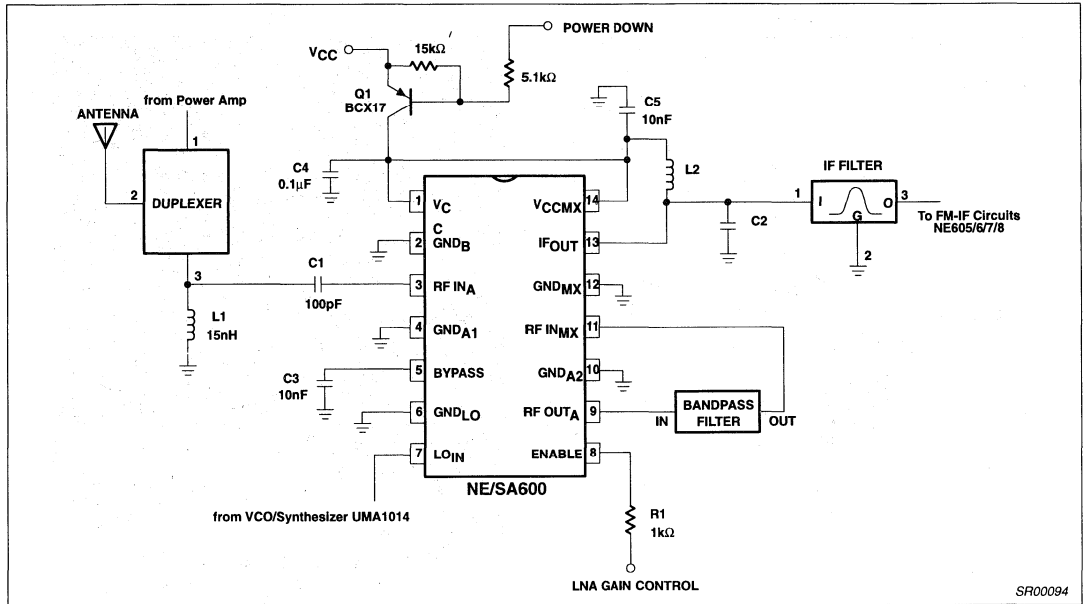 POWER DOWN
VCC
15kΩ
5.1kΩ
Q1
BCX17
from Power Amp
ANTENNA
1
2
DUPLEXER
3
C4
0.1µF
C5
10nF
L2
IF FILTER
1
I
G
O
3
2
To FM-IF Circuits
NE605/6/7/8
C2
C1
100pF
L1
15nH
C3
10nF
1 VC
C
2 GNDB
3 RF INA
4 GNDA1
5 BYPASS
6 GNDLO
7 LOIN
VCCMX 14
IFOUT 13
GNDMX 12
RF INMX 11
GNDA2 10
RF OUTA 9
ENABLE 8
NE/SA600
IN
BANDPASS
FILTER
OUT
from VCO/Synthesizer UMA1014
R1
1kΩ
LNA GAIN CONTROL
SR00094